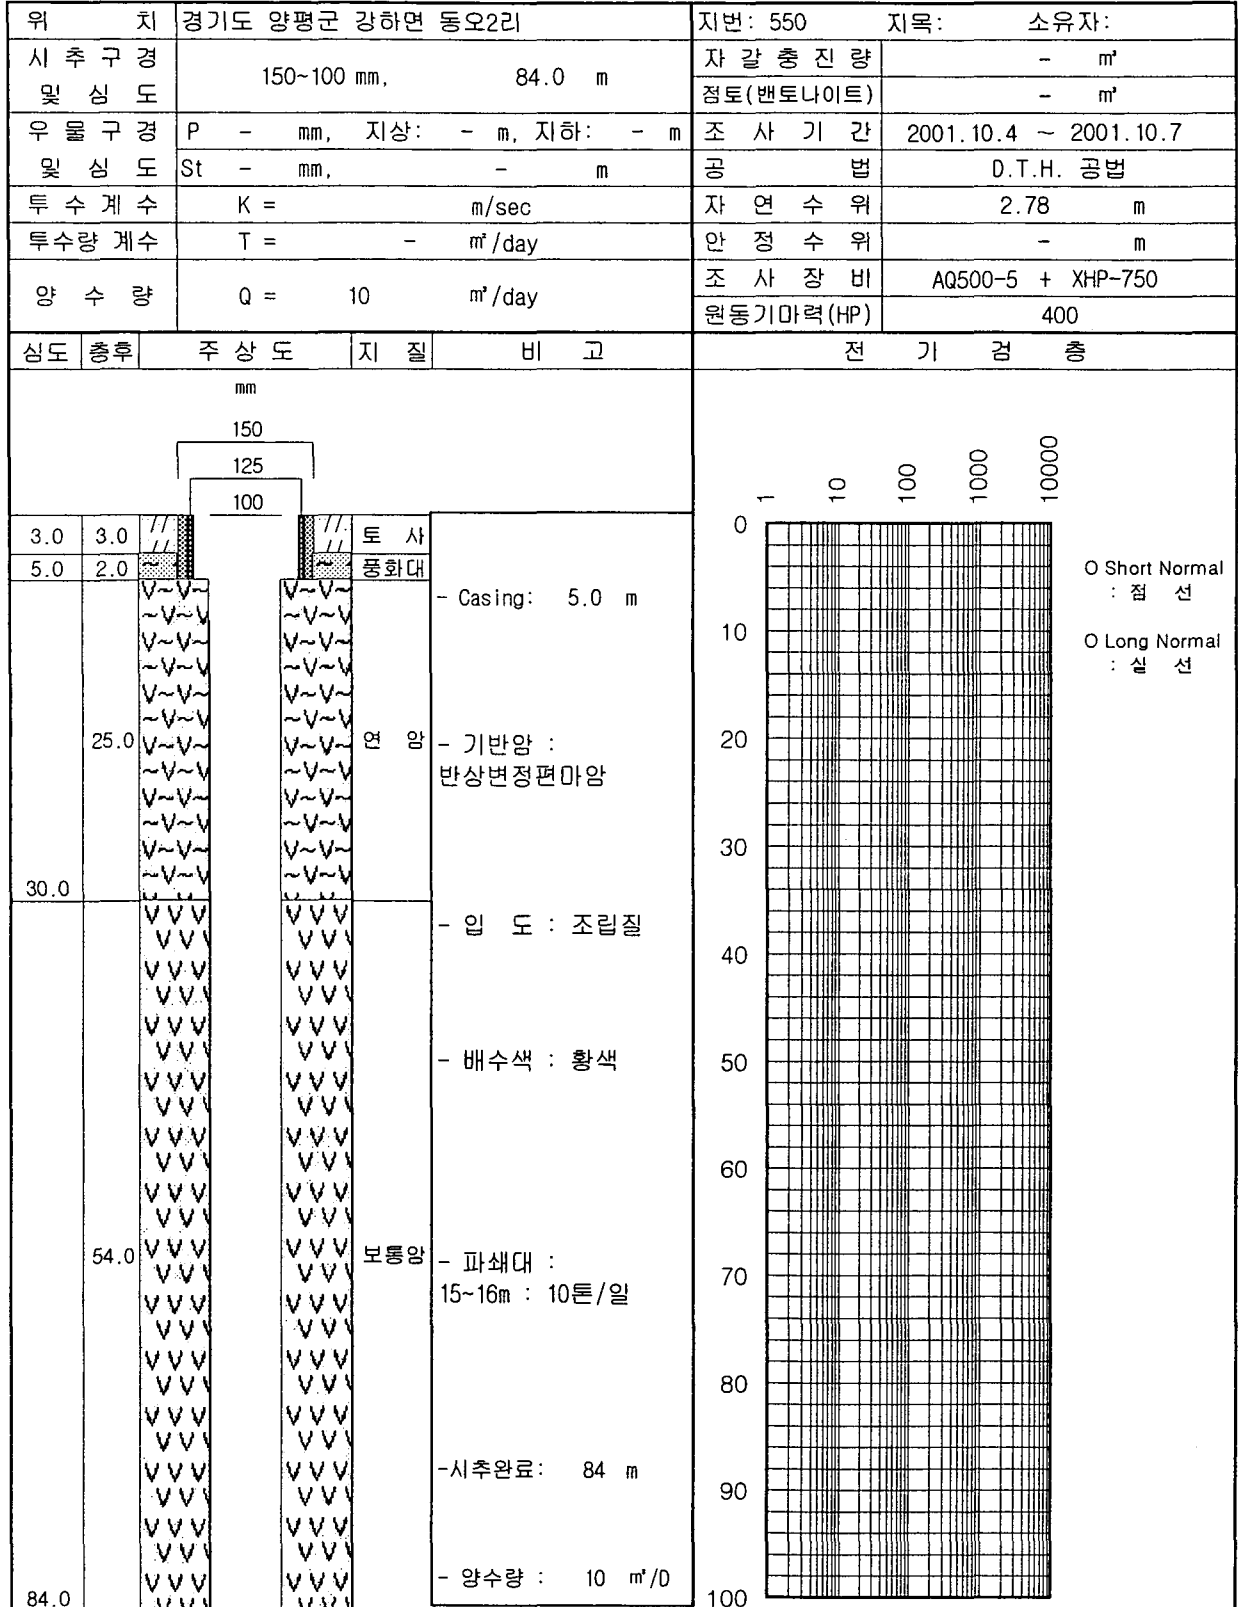 위 치 경기도 양평군 강하면 동오2리 지번: 550 지목: 소유자:
시 추 구 경 및 심 도 150~100 mm, 84.0 m 자 갈 충 진 량 - ㎥
점토(밴토나이트) - ㎥
우 물 구 경 P - mm, 지상: - m, 지하: - m 조 사 기 간 2001.10.4 ~ 2001.10.7
및 심 도 St - mm, - m 공 법 D.T.H. 공법
투 수 계 수 K = m/sec 자 연 수 위 2.78 m
투수량 계수 T = - ㎡/day 안 정 수 위 - m
양 수 량 Q = 10 ㎥/day 조 사 장 비 AQ500-5 + XHP-750
원동기마력(HP) 400
심도 층후 주 상 도 지 질 비 고 전 기 검 층
mm
150
125
100
1 10 100 1000 10000
0
3.0 3.0 토 사
5.0 2.0 풍화대
- Casing: 5.0 m
O Short Normal
: 점 선
10
O Long Normal
: 실 선
25.0 연 암 - 기반암 :
20
반상변정편마암
30
30.0
- 입 도 : 조립질
40
- 배수색 : 황색
50
60
54.0 보통암 - 파쇄대 :
70
15~16m : 10톤/일
80
-시추완료: 84 m
90
- 양수량 : 10 ㎥/D
84.0
100